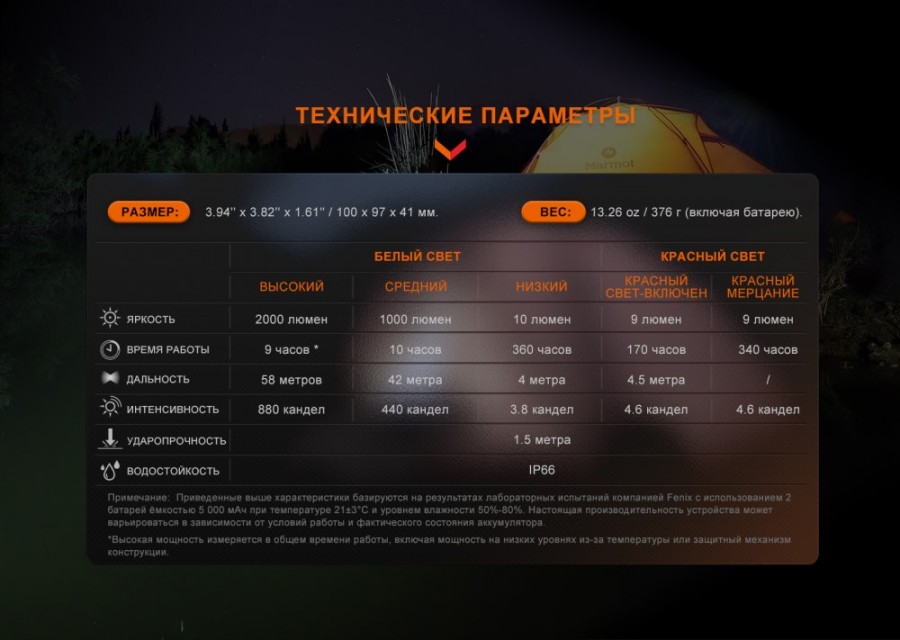 ТЕХНИЧЕСКИЕ ПАРАМЕТРЫ
Marmot
РАЗМЕР: 3.94'' x 3.82'' x 1.61'' / 100 x 97 x 41 мм. ВЕС: 13.26 oz / 376 г (включая батарею).
БЕЛЫЙ СВЕТ КРАСНЫЙ СВЕТ
ВЫСОКИЙ СРЕДНИЙ НИЗКИЙ КРАСНЫЙ СВЕТ-ВКЛЮЧЕН КРАСНЫЙ МЕРЦАНИЕ
ЯРКОСТЬ 2000 люмен 1000 люмен 10 люмен 9 люмен 9 люмен
ВРЕМЯ РАБОТЫ 9 часов * 10 часов 360 часов 170 часов 340 часов
ДАЛЬНОСТЬ 58 метров 42 метра 4 метра 4.5 метра /
ИНТЕНСИВНОСТЬ 880 кандел 440 кандел 3.8 кандел 4.6 кандел 4.6 кандел
УДАРОПРОЧНОСТЬ 1.5 метра
ВОДОСТОЙКОСТЬ IP66
Примечание: Приведенные выше характеристики базируются на результатах лабораторных испытаний компанией Fenix с использованием 2
батарей ёмкостью 5 000 мАч при температуре 21±3°C и уровнем влажности 50%-80%. Настоящая производительность устройства может
варьироваться в зависимости от условий работы и фактического состояния аккумулятора.
*Высокая мощность измеряется в общем времени работы, включая мощность на низких уровнях из-за температуры или защитный механизм
конструкции.